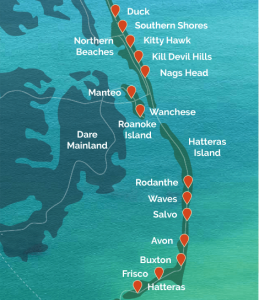 Duck
Southern Shores
Northern
Beaches
Kitty Hawk
Kill Devil Hills
Nags Head
Manteo
Wanchese
Roanoke
Island
Dare
Mainland
Hatteras
Island
Rodanthe
Waves
Salvo
Avon
Buxton
Frisco
Hatteras